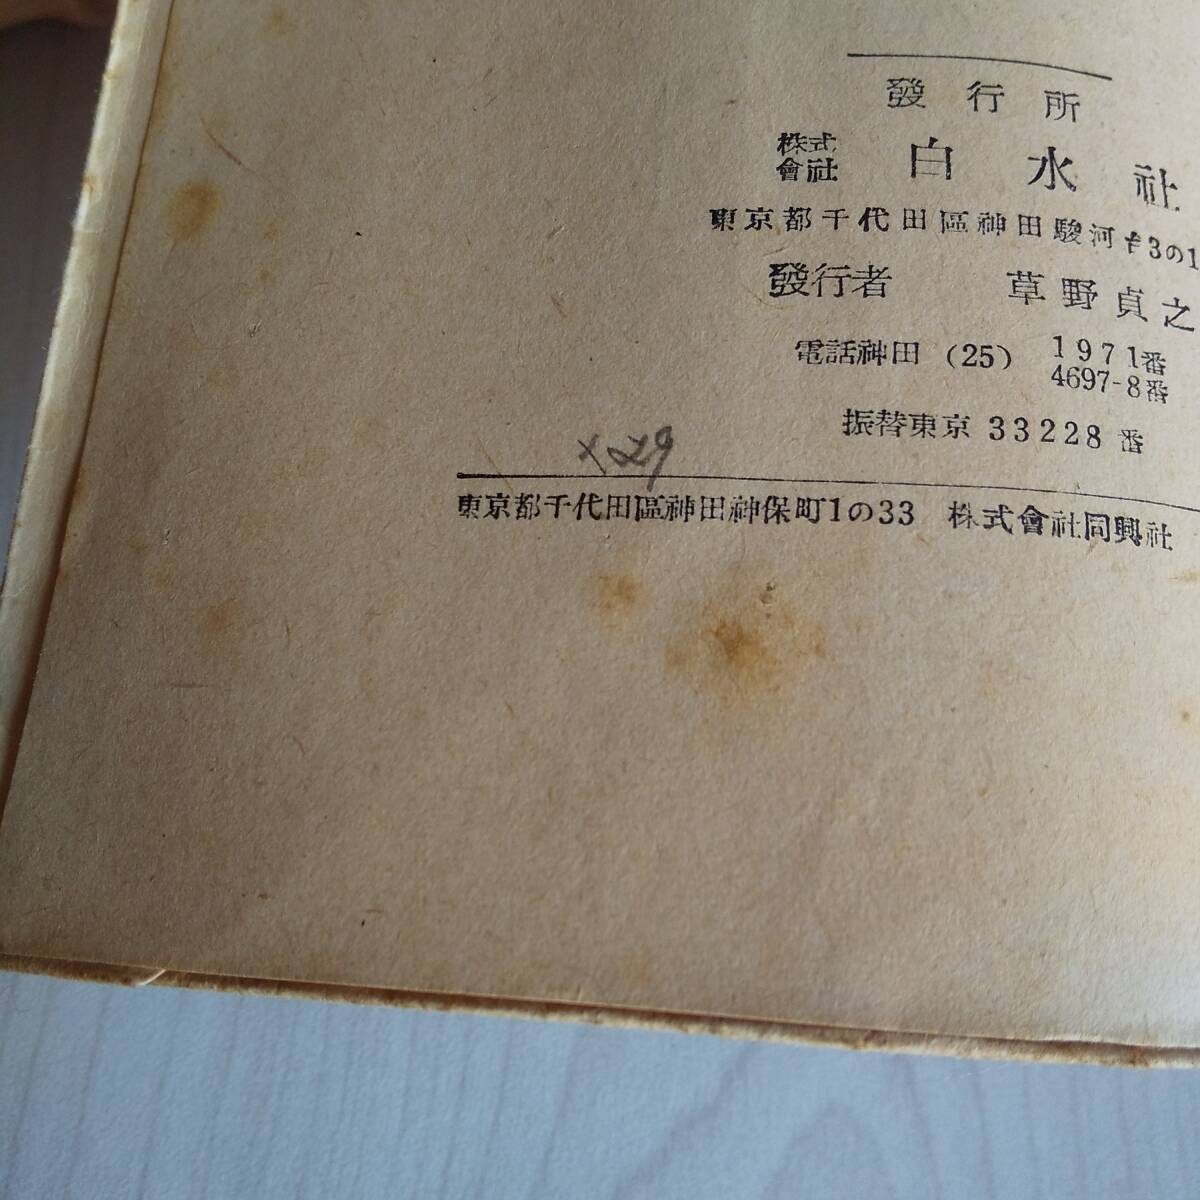 發行所
株式會社 白水社
東京都千代田區神田駿河台3の1
發行者 草野貞之
電話神田 (25) 1971番
4697-8番
振替東京 33228番
x29
東京都千代田區神田神保町1の33 株式會社同興社